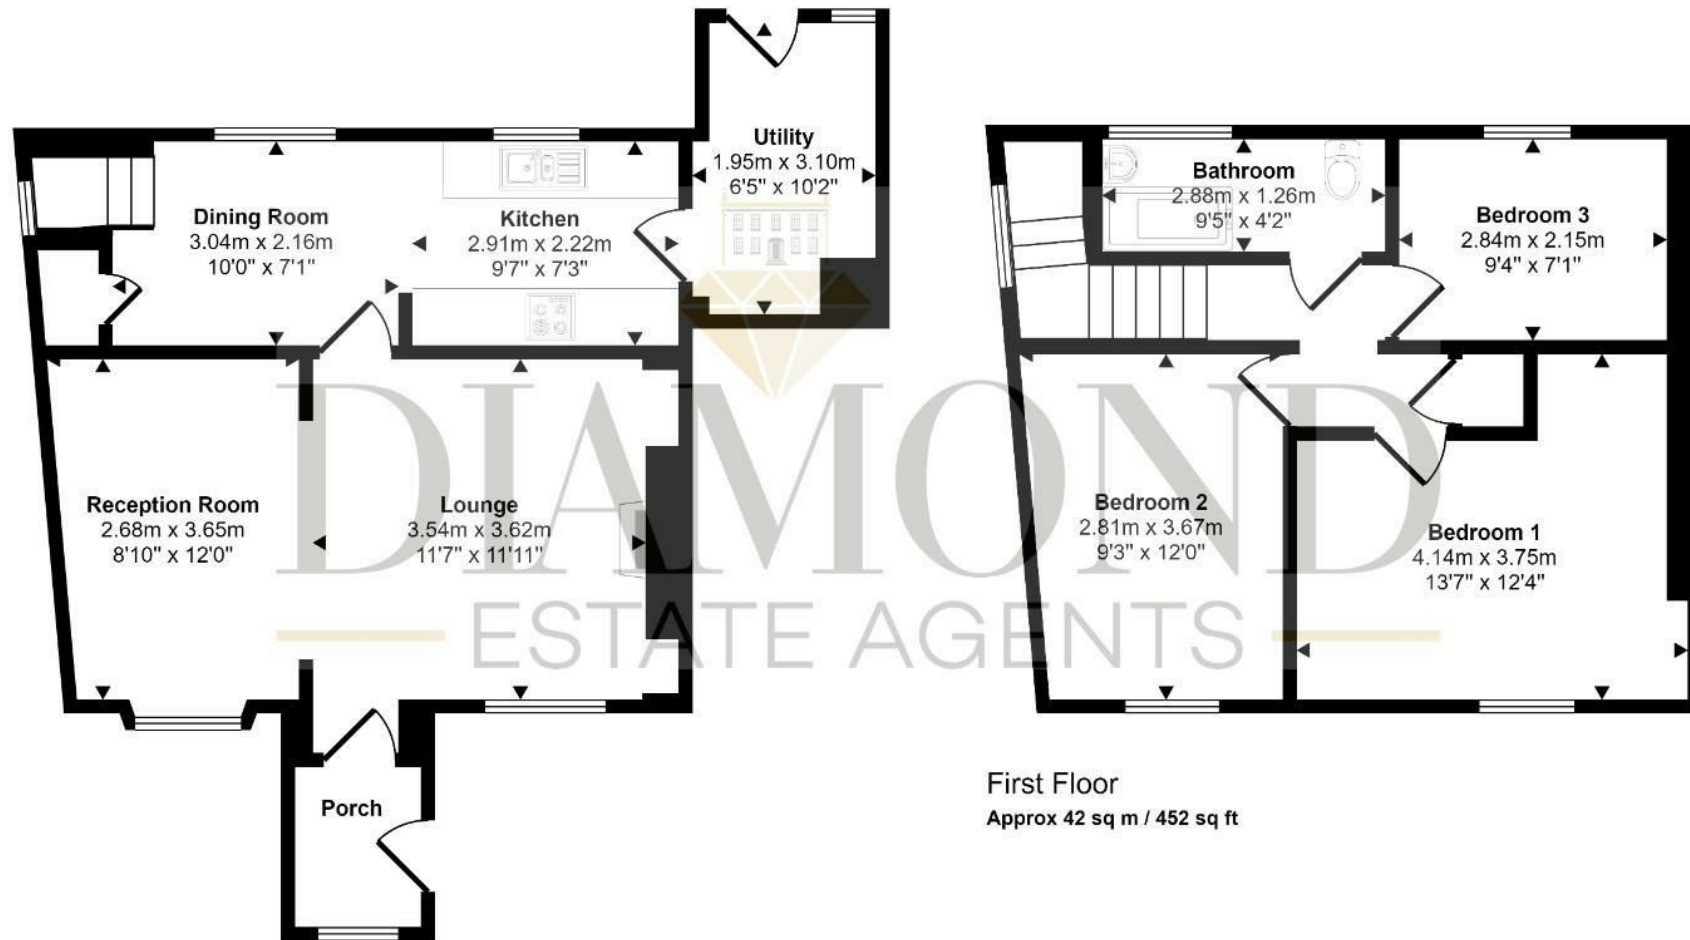 Utility
1.95m x 3.10m
6'5" x 10'2"
Dining Room
3.04m x 2.16m
10'0" x 7'1"
Kitchen
2.91m x 2.22m
9'7" x 7'3"
Reception Room
2.68m x 3.65m
8'10" x 12'0"
Lounge
3.54m x 3.62m
11'7" x 11'11"
Porch
Bathroom
2.88m x 1.26m
9'5" x 4'2"
Bedroom 3
2.84m x 2.15m
9'4" x 7'1"
Bedroom 2
2.81m x 3.67m
9'3" x 12'0"
Bedroom 1
4.14m x 3.75m
13'7" x 12'4"
First Floor
Approx 42 sq m / 452 sq ft
DIAMOND
ESTATE AGENTS